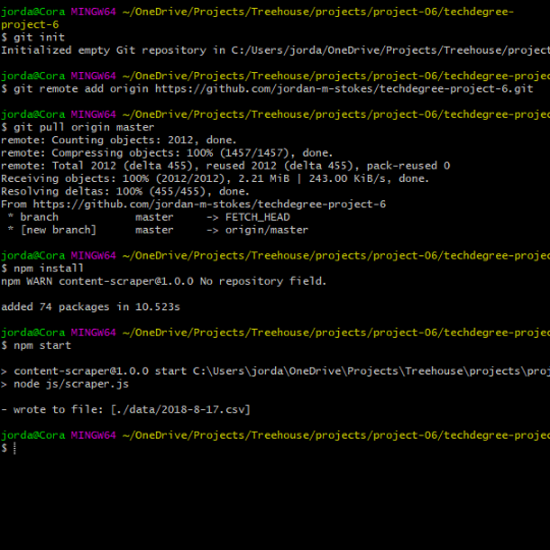 jorda@Cora MINGW64 ~/OneDrive/Projects/Treehouse/projects/project-06/techdegree-
project-6
$ git init
Initialized empty Git repository in C:/Users/jorda/OneDrive/Projects/Treehouse/project
jorda@Cora MINGW64 ~/OneDrive/Projects/Treehouse/projects/project-06/techdegree-projec
$ git remote add origin https://github.com/jordan-m-stokes/techdegree-project-6.git
jorda@Cora MINGW64 ~/OneDrive/Projects/Treehouse/projects/project-06/techdegree-projec
$ git pull origin master
remote: Counting objects: 2012, done.
remote: Compressing objects: 100% (1457/1457), done.
remote: Total 2012 (delta 455), reused 2012 (delta 455), pack-reused 0
Receiving objects: 100% (2012/2012), 2.21 MiB | 243.00 KiB/s, done.
Resolving deltas: 100% (455/455), done.
From https://github.com/jordan-m-stokes/techdegree-project-6
 * branch            master     -> FETCH_HEAD
 * [new branch]      master     -> origin/master
jorda@Cora MINGW64 ~/OneDrive/Projects/Treehouse/projects/project-06/techdegree-projec
$ npm install
npm WARN content-scraper@1.0.0 No repository field.
added 74 packages in 10.523s
jorda@Cora MINGW64 ~/OneDrive/Projects/Treehouse/projects/project-06/techdegree-projec
$ npm start
> content-scraper@1.0.0 start C:\Users\jorda\OneDrive\Projects\Treehouse\projects\proj
> node js/scraper.js
- wrote to file: [./data/2018-8-17.csv]
jorda@Cora MINGW64 ~/OneDrive/Projects/Treehouse/projects/project-06/techdegree-projec
$